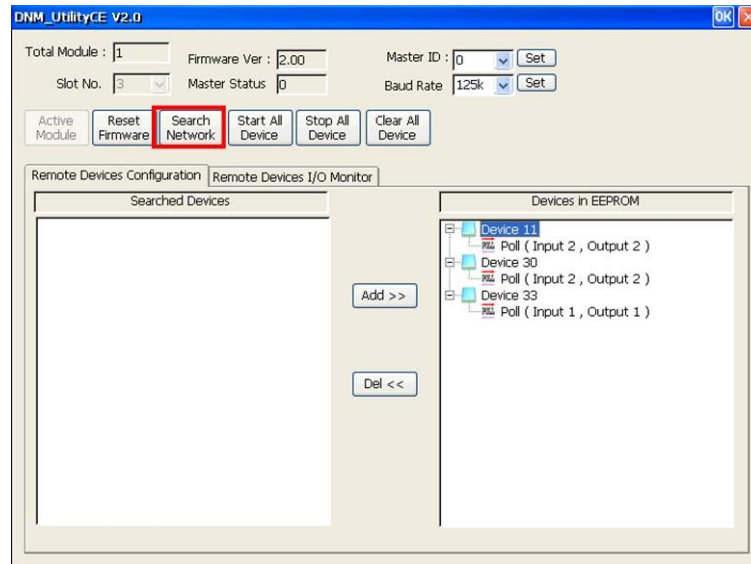 DNM_UtilityCE V2.0 OK
Total Module : 1 Firmware Ver : 2.00 Master ID : 0 Set
Slot No. 3 Master Status 0 Baud Rate 125k Set
Active Module Reset Firmware Search Network Start All Device Stop All Device Clear All Device
Remote Devices Configuration Remote Devices I/O Monitor
Searched Devices Devices in EEPROM
Device 11
Poll ( Input 2 , Output 2 )
Device 30
Poll ( Input 2 , Output 2 )
Device 33
Poll ( Input 1 , Output 1 )
Add >>
Del <<